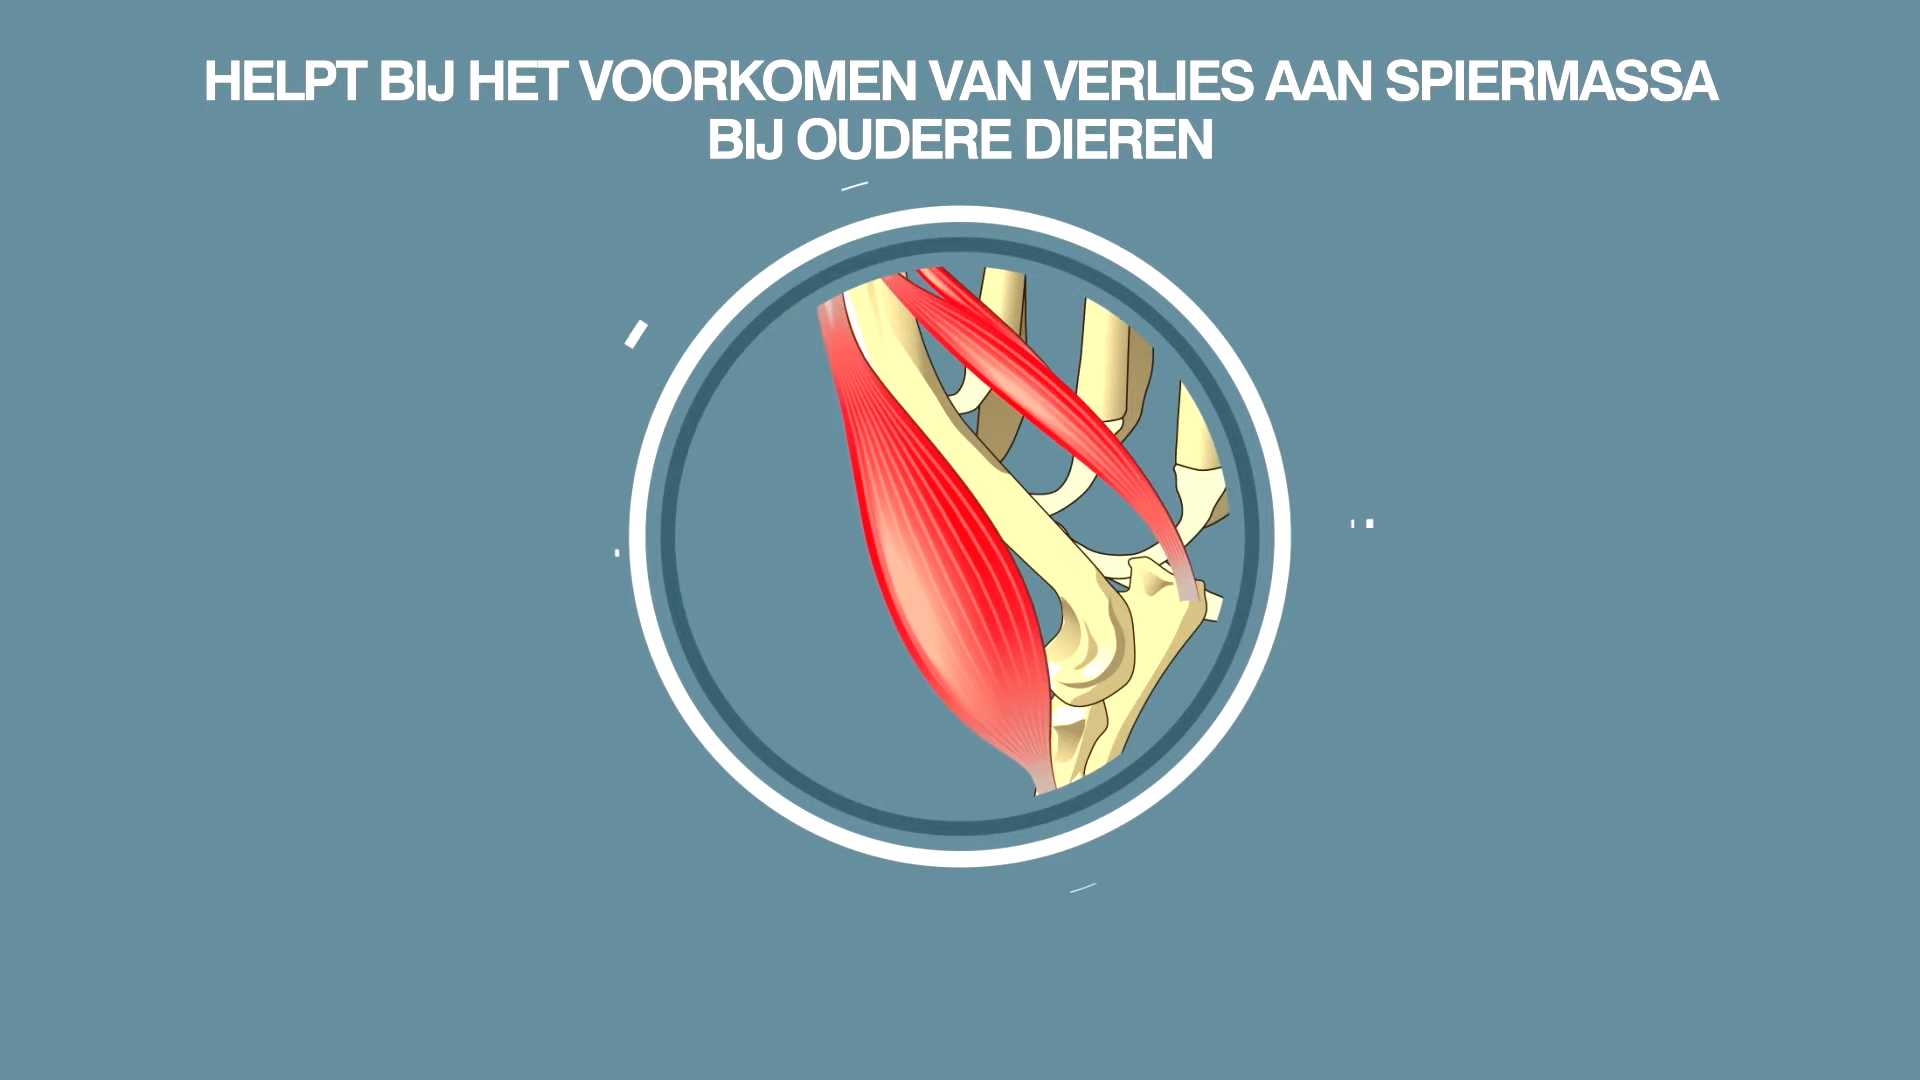 HELPT BIJ HET VOORKOMEN VAN VERLIES AAN SPIERMASSA
BIJ OUDERE DIEREN